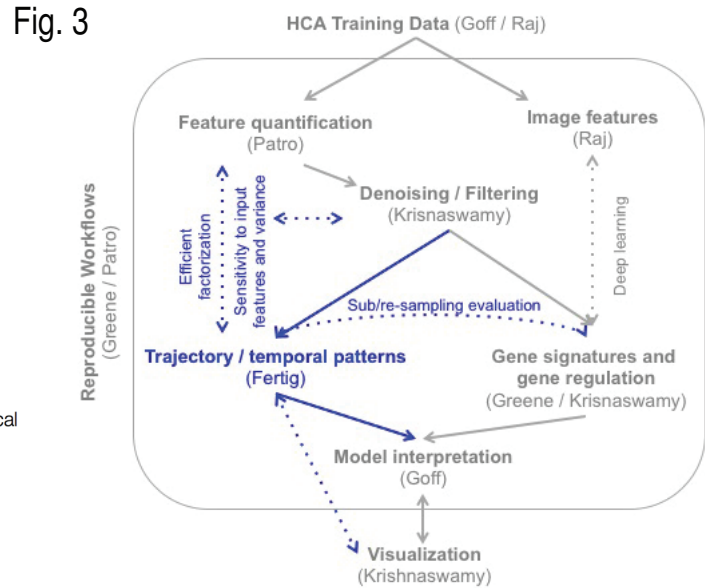 Fig. 3
HCA Training Data (Goff / Raj)
Feature quantification
(Patro)
Image features
(Raj)
Denoising / Filtering
(Krisnaswamy)
Reproducible Workflows
(Greene / Patro)
Efficient
factorization
Sensitivity to input
features and variance
Deep learning
Sub/re-sampling evaluation
Trajectory / temporal patterns
(Fertig)
Gene signatures and
gene regulation
(Greene / Krisnaswamy)
cal
Model interpretation
(Goff)
Visualization
(Krishnaswamy)